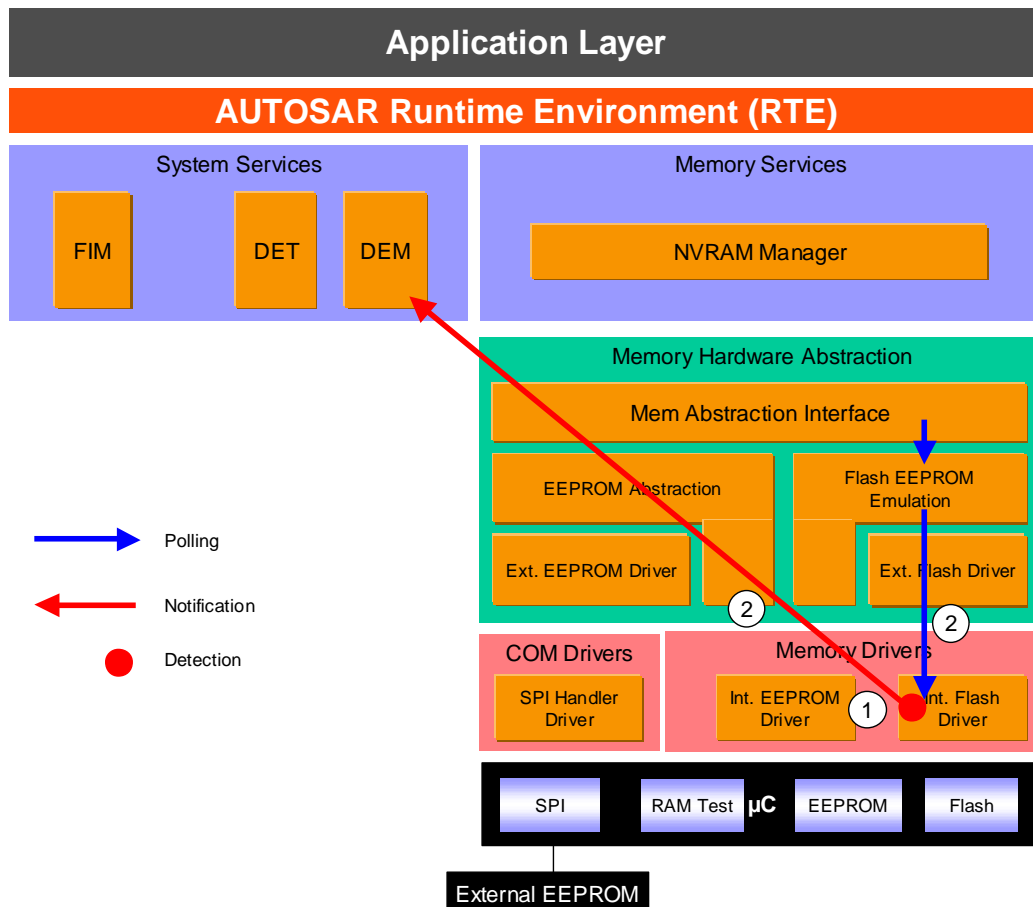 Application Layer
AUTOSAR Runtime Environment (RTE)
System Services
Memory Services
FIM
DET
DEM
NVRAM Manager
Memory Hardware Abstraction
Mem Abstraction Interface
EEPROM Abstraction
Flash EEPROM
Emulation
Polling
Ext. EEPROM Driver
Ext. Flash Driver
Notification
2
2
Detection
COM Drivers
Memory Drivers
SPI Handler
Driver
Int. EEPROM
Driver
1
Int. Flash
Driver
SPI
RAM Test
µC
EEPROM
Flash
External EEPROM